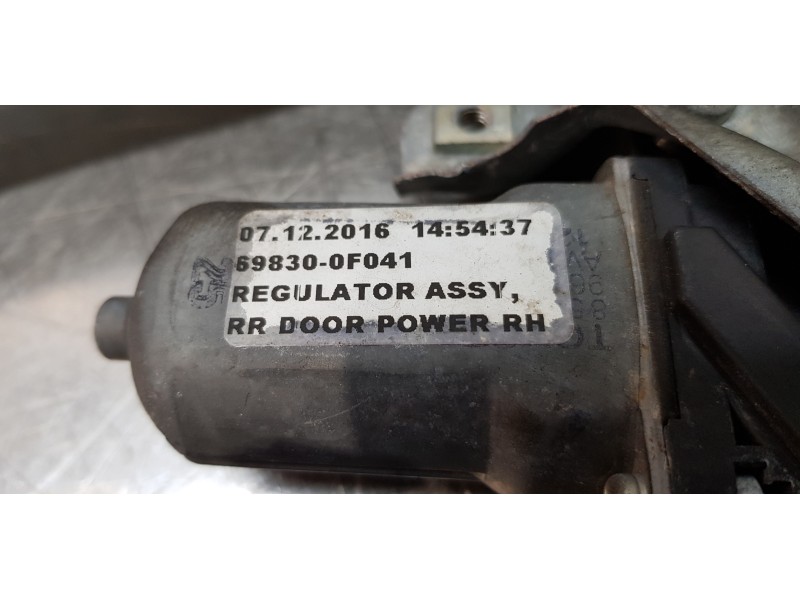 07.12.2016 14:54:37
69830-0F041
REGULATOR ASSY,
RR DOOR POWER RH